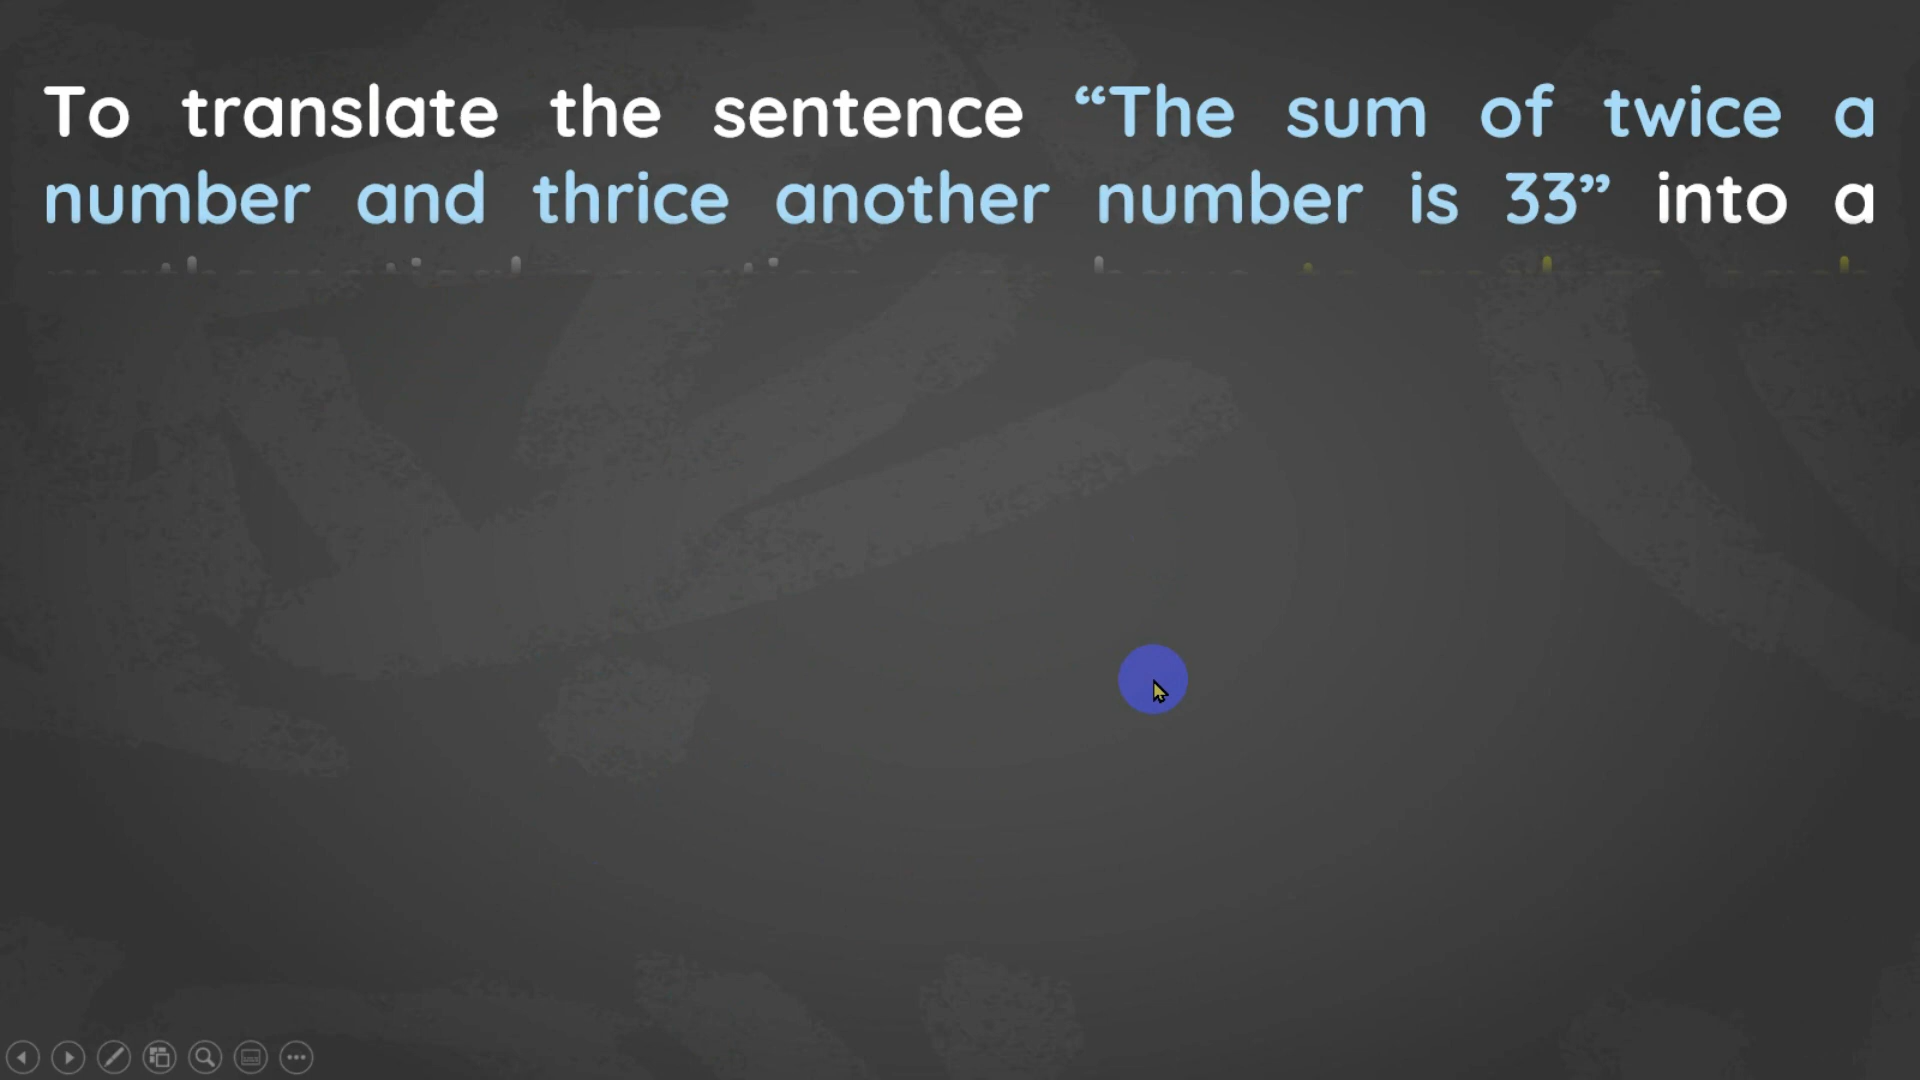 To translate the sentence “The sum of twice a
number and thrice another number is 33” into a